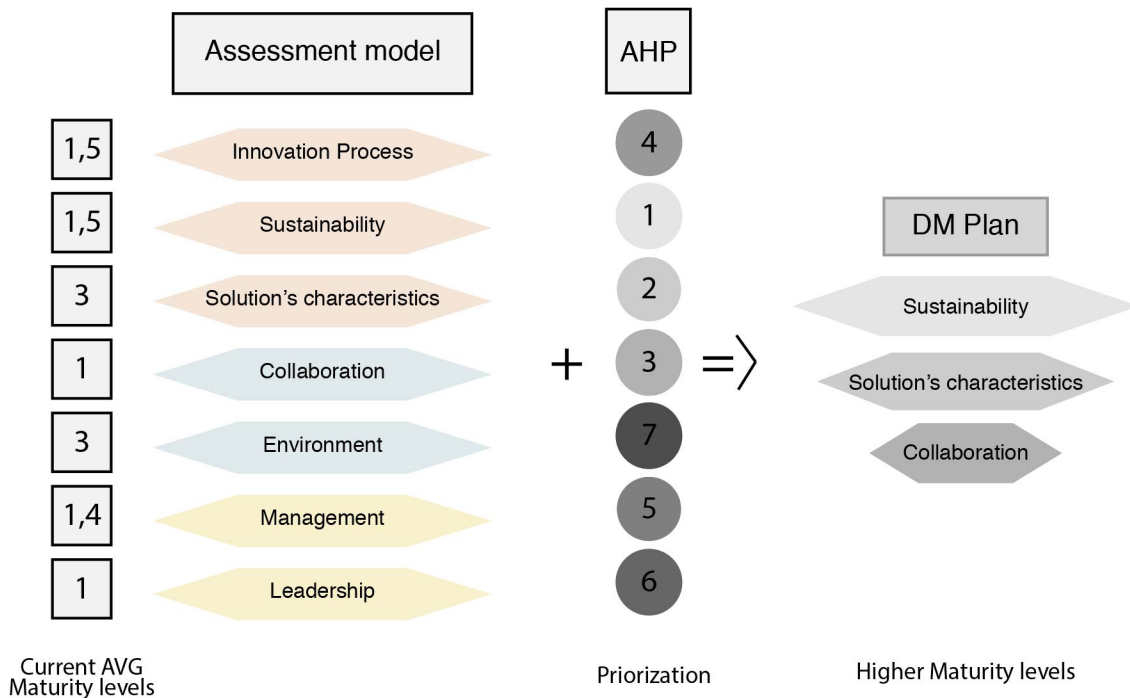 Assessment model
AHP
1,5
Innovation Process
4
1,5
Sustainability
1
3
Solution's characteristics
2
1
Collaboration
3
3
Environment
7
1,4
Management
5
1
Leadership
6
+
=>
DM Plan
Sustainability
Solution's characteristics
Collaboration
Current AVG
Maturity levels
Priorization
Higher Maturity levels